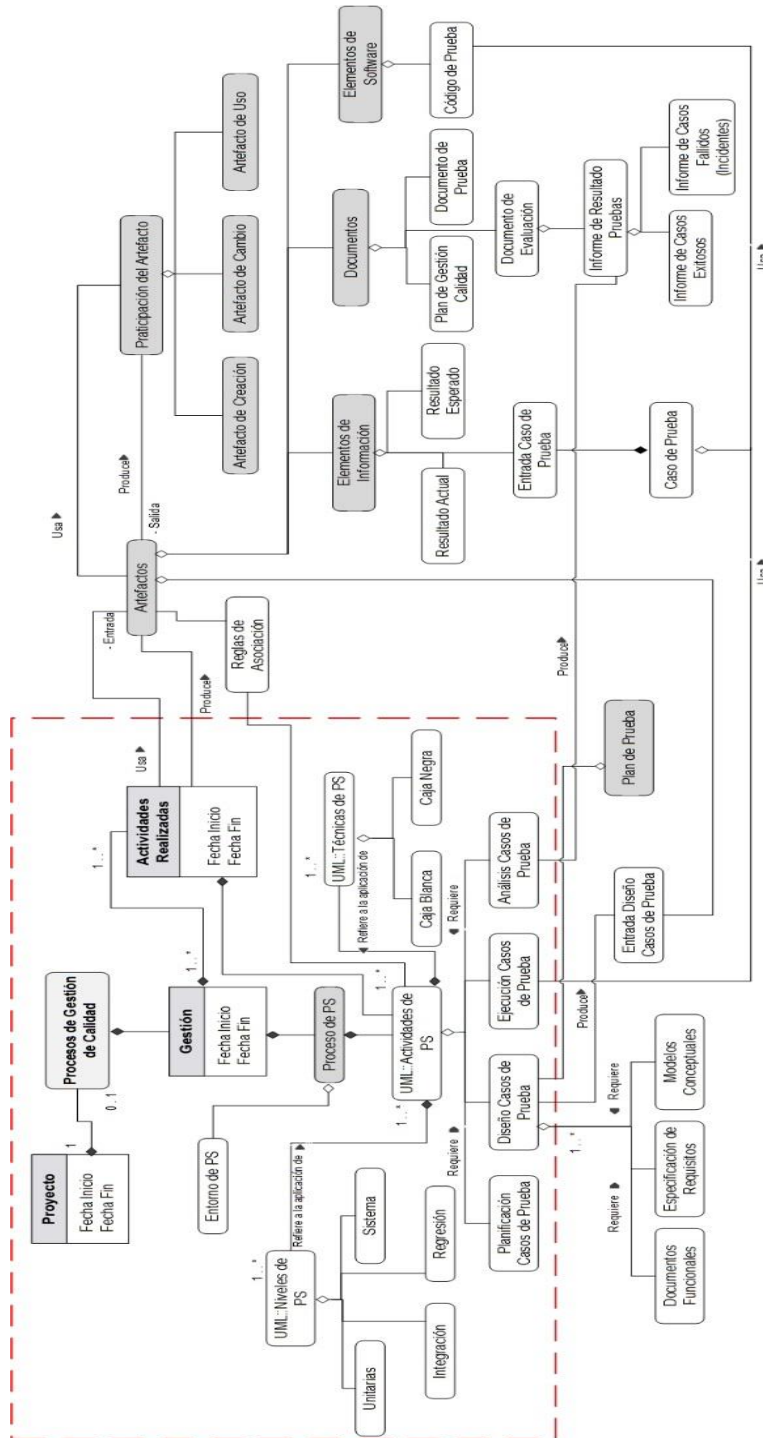 Proyecto
Fecha Inicio
Fecha Fin
1
0..1
Procesos de Gestión
de Calidad
Gestión
Fecha Inicio
Fecha Fin
1...*
1...*
Actividades
Realizadas
Fecha Inicio
Fecha Fin
Usa
- Entrada
Produce
Artefactos
- Salida
Usa
Produce
Praticipación del Artefacto
Artefacto de Creación
Artefacto de Cambio
Artefacto de Uso
Reglas de
Asociación
Entorno de PS
Proceso de PS
1...*
UML::Niveles de
PS
Refiere a la aplicación de
1...*
Unitarias
Sistema
Integración
Regresión
UML::Actividades de
PS
1...*
Refiere a la aplicación de
1...*
UML::Técnicas de PS
Caja Blanca
Caja Negra
Requiere
Requiere
Planificación
Casos de Prueba
Diseño Casos de
Prueba
Ejecución Casos
de Prueba
Análisis Casos de
Prueba
Elementos de
Información
Resultado Actual
Resultado
Esperado
Entrada Caso de
Prueba
Caso de Prueba
Documentos
Plan de Gestión
Calidad
Documento de
Prueba
Documento de
Evaluación
Informe de Resultado
Pruebas
Informe de Casos
Exitosos
Informe de Casos
Fallidos
(Incidentes)
Elementos de
Software
Código de Prueba
Produce
Produce
Usa
Usa
Plan de Prueba
Entrada Diseño
Casos de Prueba
1...*
Requiere
Requiere
Documentos
Funcionales
Especificación de
Requisitos
Modelos
Conceptuales